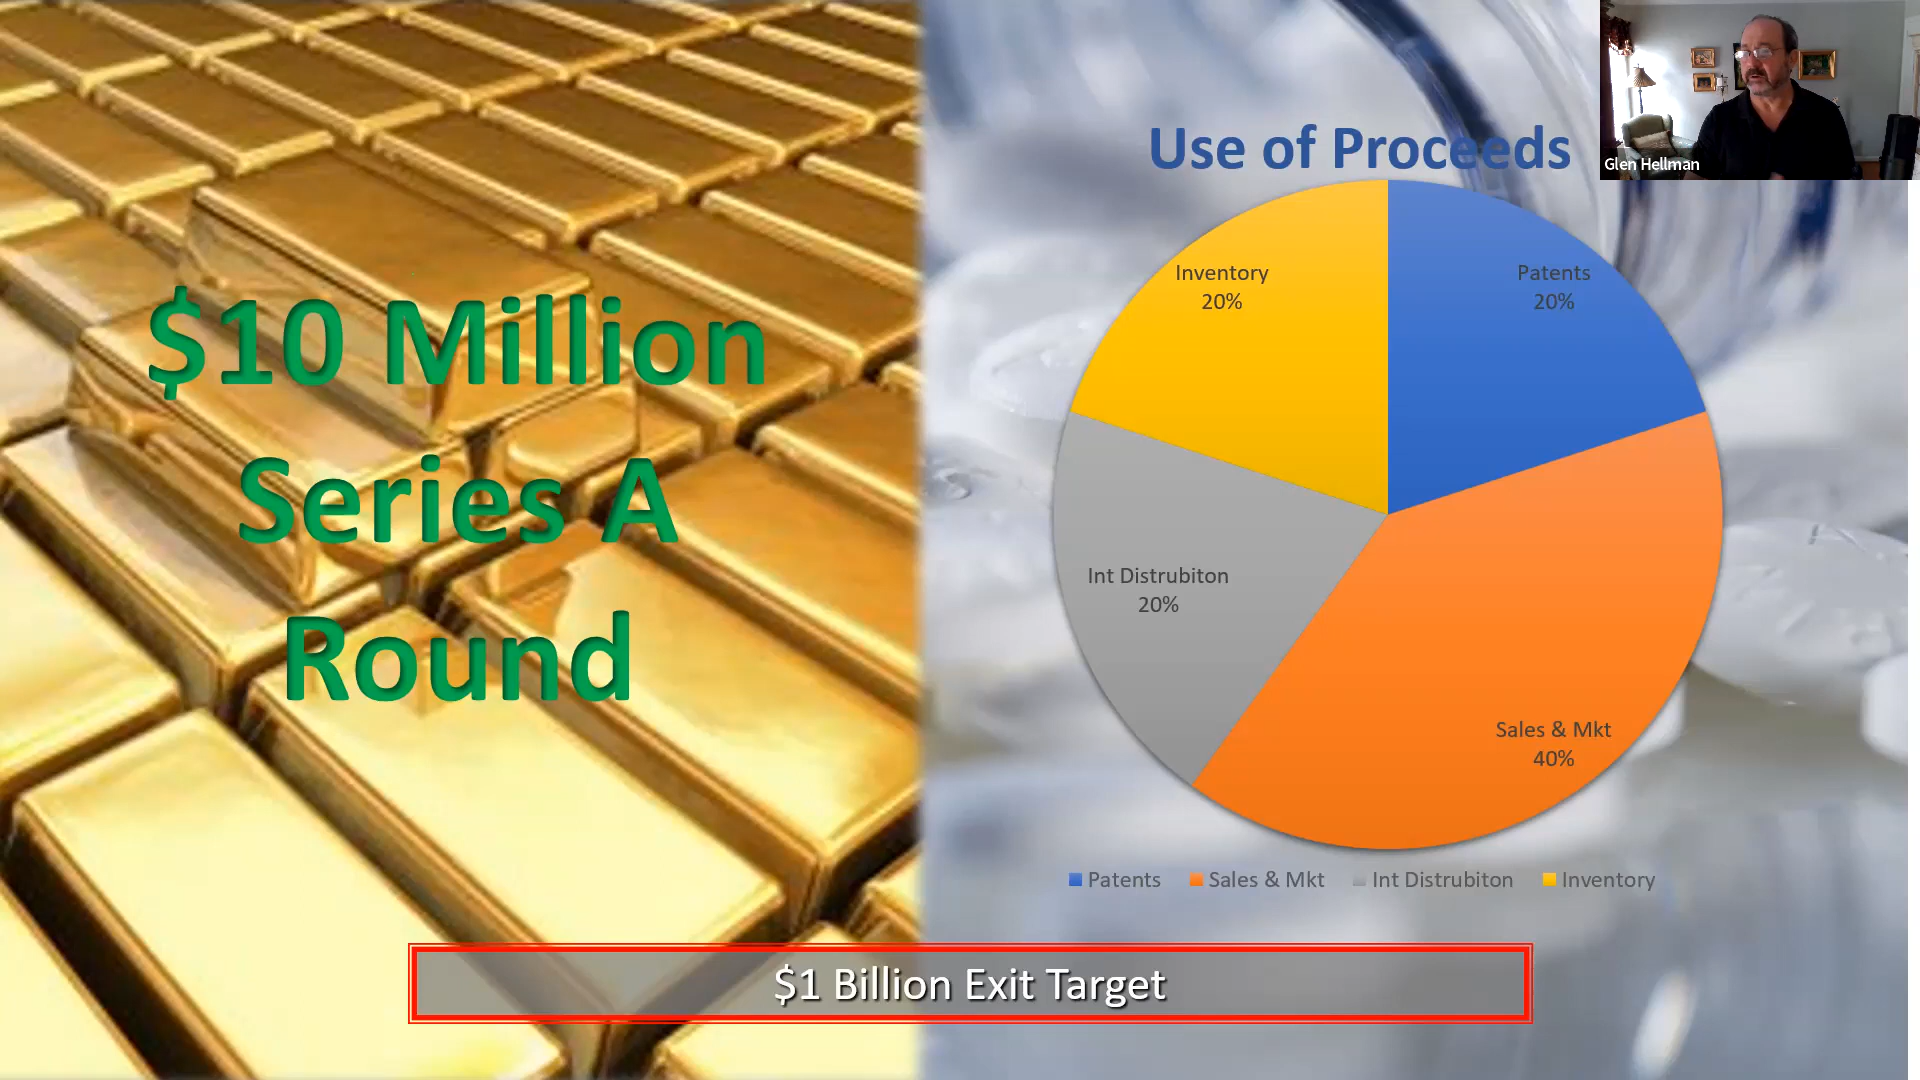 $10 Million
Series A
Round
Use of Proceeds
Glen Hellman
Inventory
20%
Patents
20%
Int Distrubiton
20%
Sales & Mkt
40%
Patents
Sales & Mkt
Int Distrubiton
Inventory
$1 Billion Exit Target